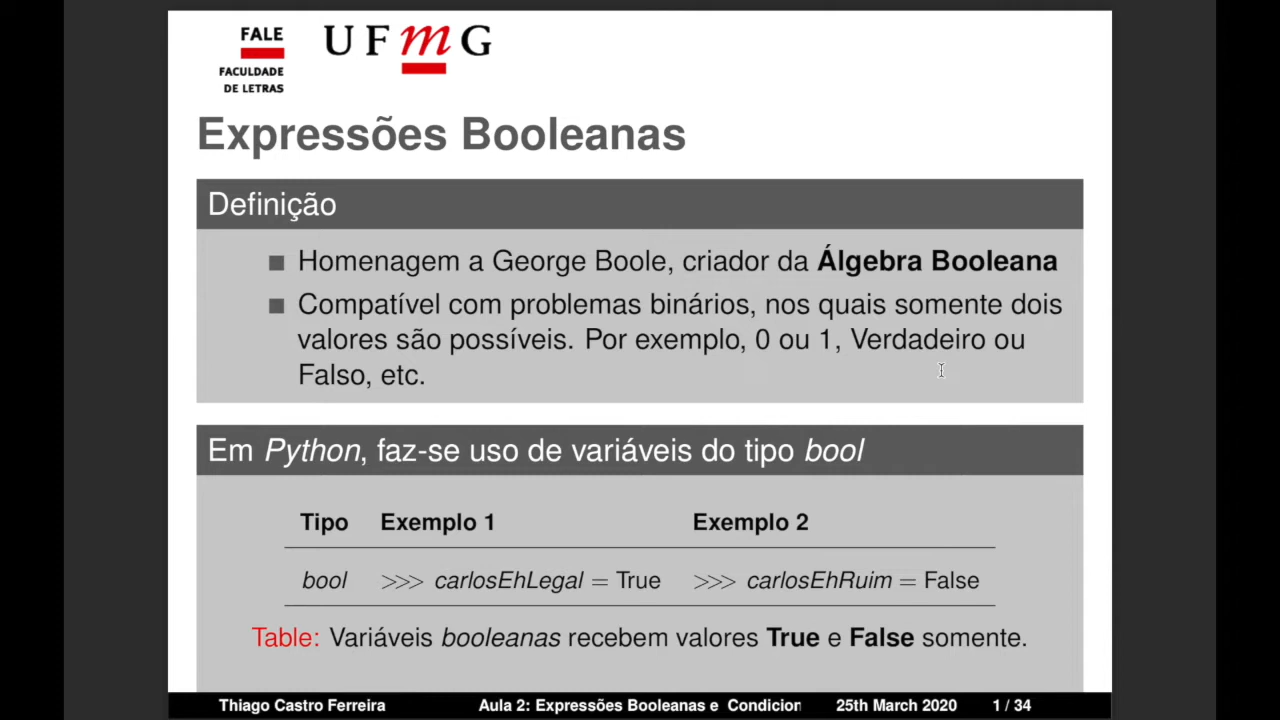 FALE
UFmG
FACULDADE
DE LETRAS
Expressões Booleanas
Definição
Homenagem a George Boole, criador da Álgebra Booleana
Compatível com problemas binários, nos quais somente dois
valores são possíveis. Por exemplo, 0 ou 1, Verdadeiro ou
Falso, etc.
Em Python, faz-se uso de variáveis do tipo bool
Tipo Exemplo 1 Exemplo 2
bool >>> carlosEhLegal = True >>> carlosEhRuim = False
Table: Variáveis booleanas recebem valores True e False somente.
Thiago Castro Ferreira Aula 2: Expressões Booleanas e Condicion 25th March 2020 1 / 34